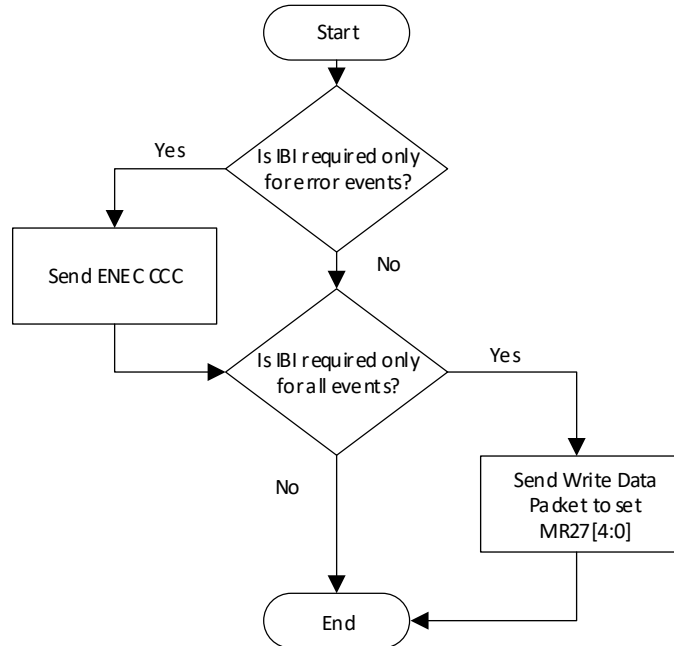 Start
Is IBI required only
for error events?
Yes
Send ENEC CCC
No
Is IBI required only
for all events?
Yes
Send Write Data
Packet to set
MR27[4:0]
No
End